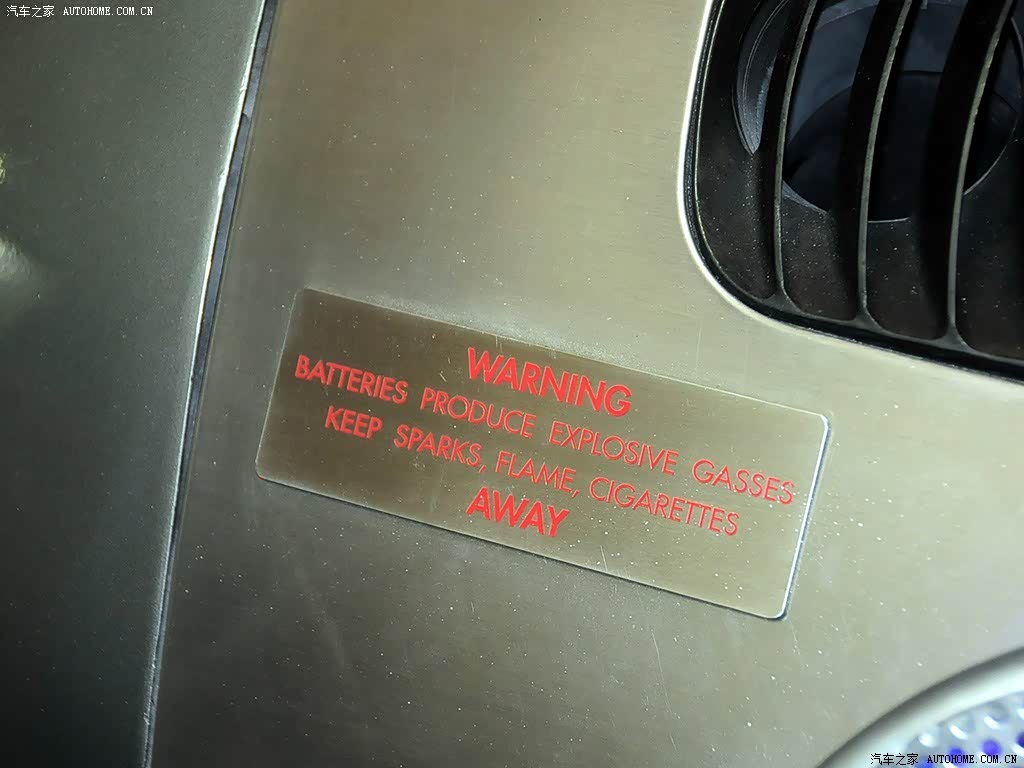 汽车之家 AUTOHOME.COM.CN
WARNING
BATTERIES PRODUCE EXPLOSIVE GASSES
KEEP SPARKS, FLAME, CIGARETTES
AWAY
汽车之家 AUTOHOME.COM.CN